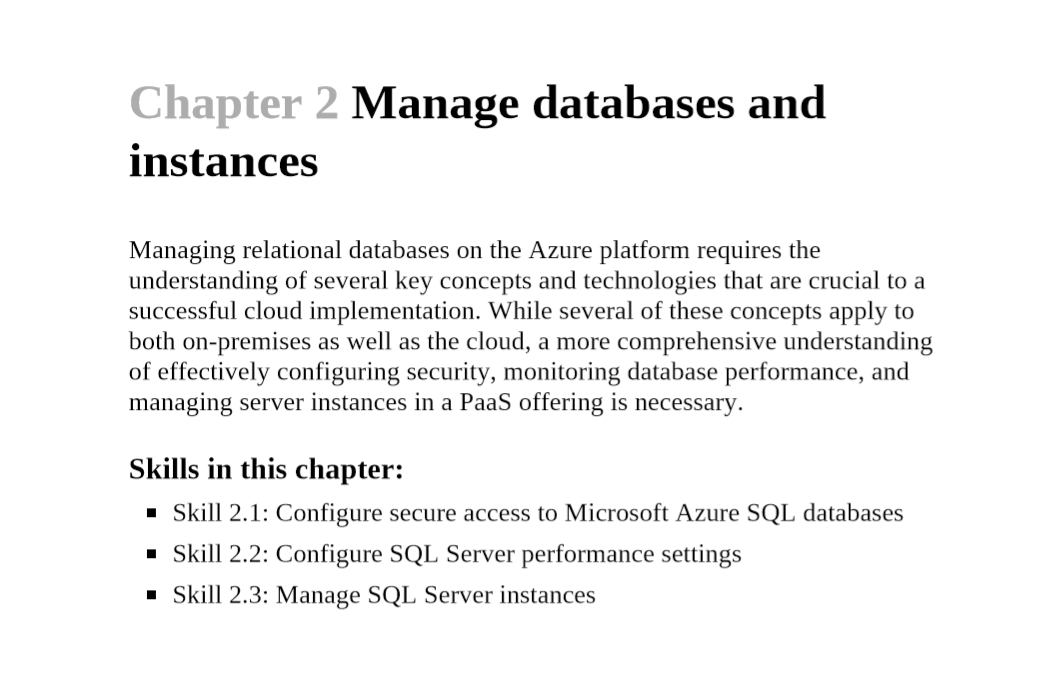 Chapter 2 Manage databases and
instances
Managing relational databases on the Azure platform requires the
understanding of several key concepts and technologies that are crucial to a
successful cloud implementation. While several of these concepts apply to
both on-premises as well as the cloud, a more comprehensive understanding
of effectively configuring security, monitoring database performance, and
managing server instances in a PaaS offering is necessary.
Skills in this chapter:
▪ Skill 2.1: Configure secure access to Microsoft Azure SQL databases
▪ Skill 2.2: Configure SQL Server performance settings
▪ Skill 2.3: Manage SQL Server instances